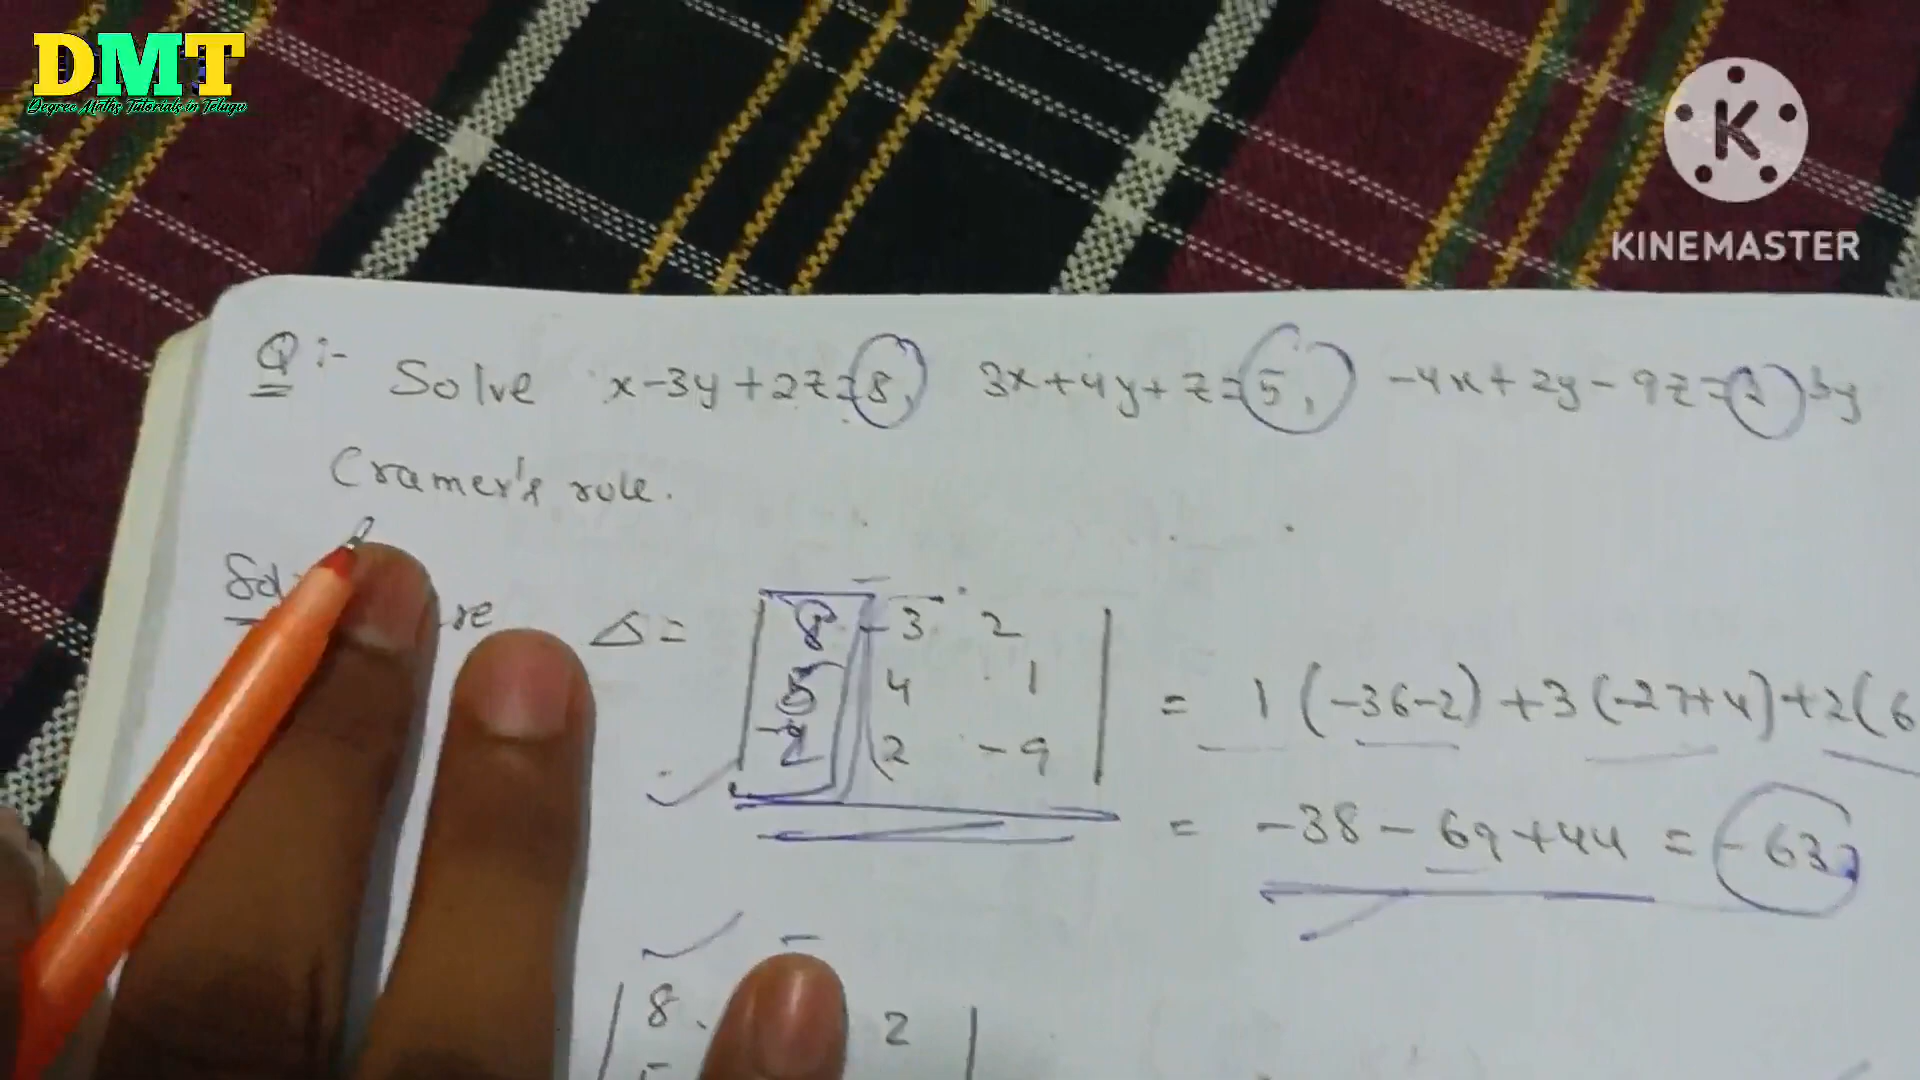 DMT
Degree Maths Tutorials in Telugu
K
KINEMASTER
Q:- Solve x-3y+2z=8, 3x+4y+z=5, -4x+2y-9z=2 by
Cramer's rule.
Δ = | 8 -3 2
5 4 1
2 2 -9 |
= 1(-36-2)+3(-27+4)+2(6
= -38-69+44 = -63
8 2